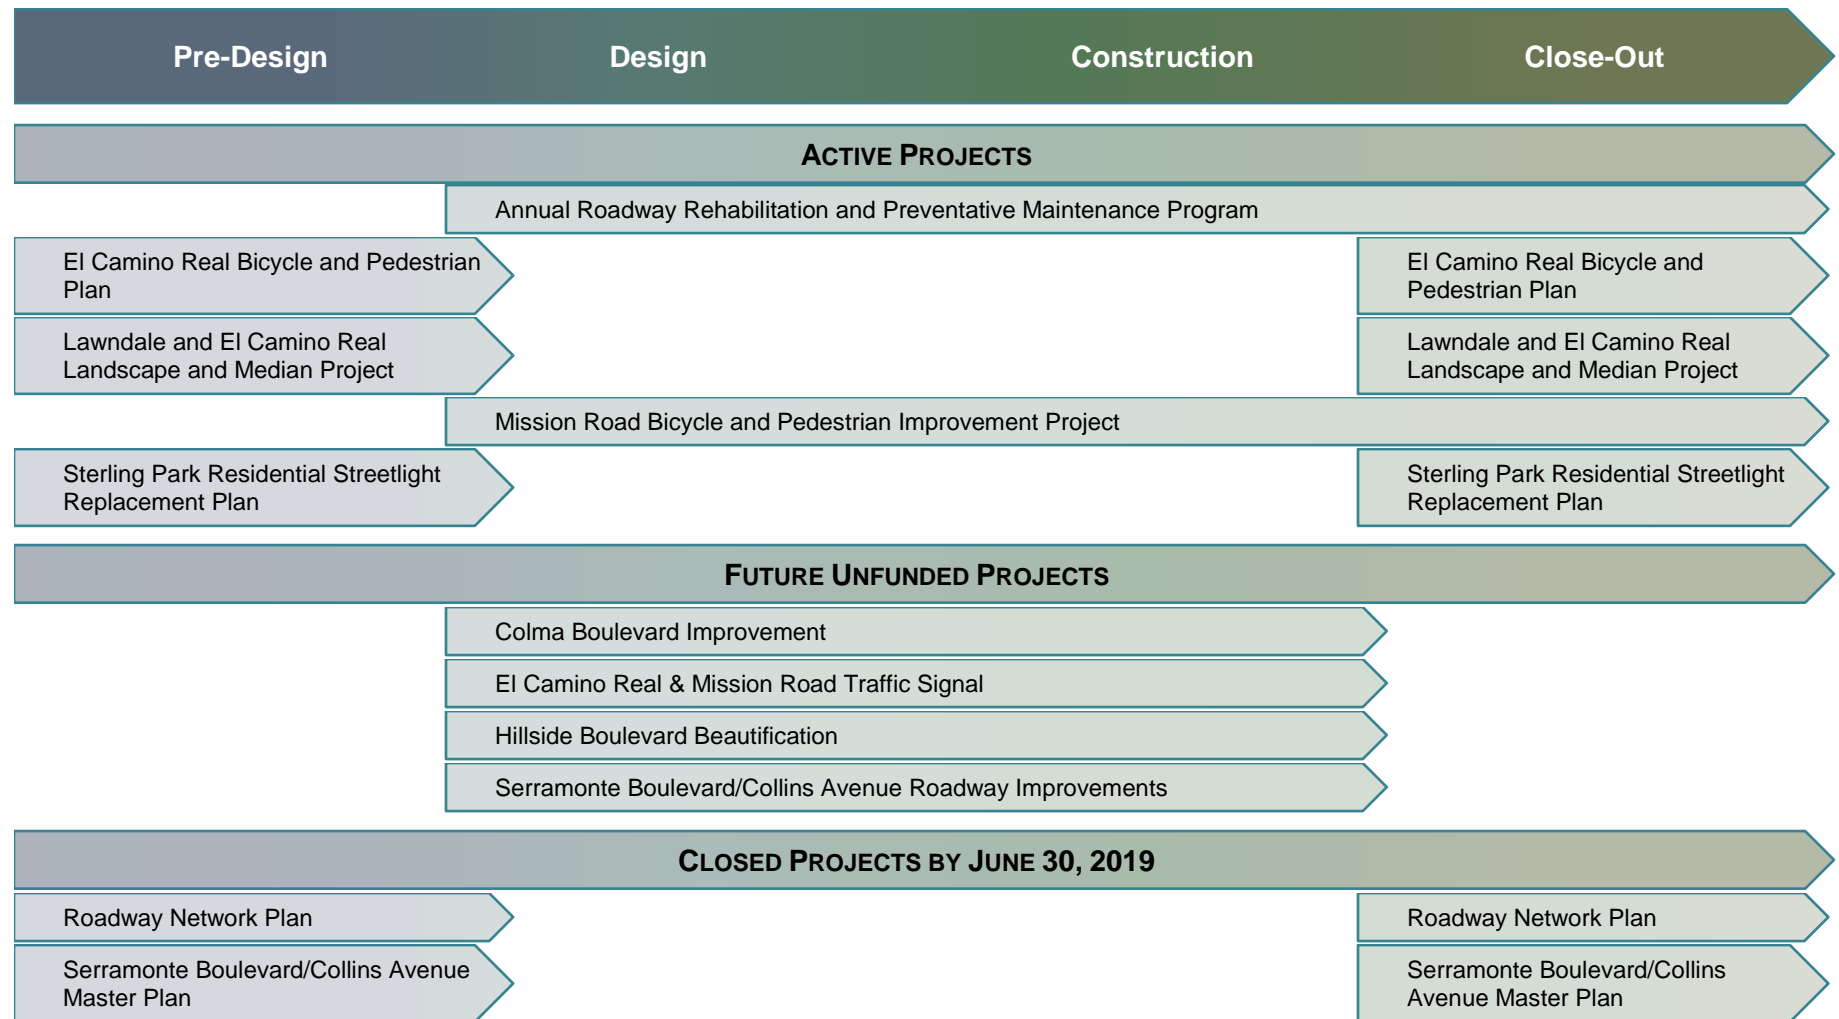 Pre-Design Design Construction Close-Out
ACTIVE PROJECTS
Annual Roadway Rehabilitation and Preventative Maintenance Program
El Camino Real Bicycle and Pedestrian
Plan
El Camino Real Bicycle and
Pedestrian Plan
Lawndale and El Camino Real
Landscape and Median Project
Lawndale and El Camino Real
Landscape and Median Project
Mission Road Bicycle and Pedestrian Improvement Project
Sterling Park Residential Streetlight
Replacement Plan
Sterling Park Residential Streetlight
Replacement Plan
FUTURE UNFUNDED PROJECTS
Colma Boulevard Improvement
El Camino Real & Mission Road Traffic Signal
Hillside Boulevard Beautification
Serramonte Boulevard/Collins Avenue Roadway Improvements
CLOSED PROJECTS BY JUNE 30, 2019
Roadway Network Plan
Roadway Network Plan
Serramonte Boulevard/Collins Avenue
Master Plan
Serramonte Boulevard/Collins
Avenue Master Plan